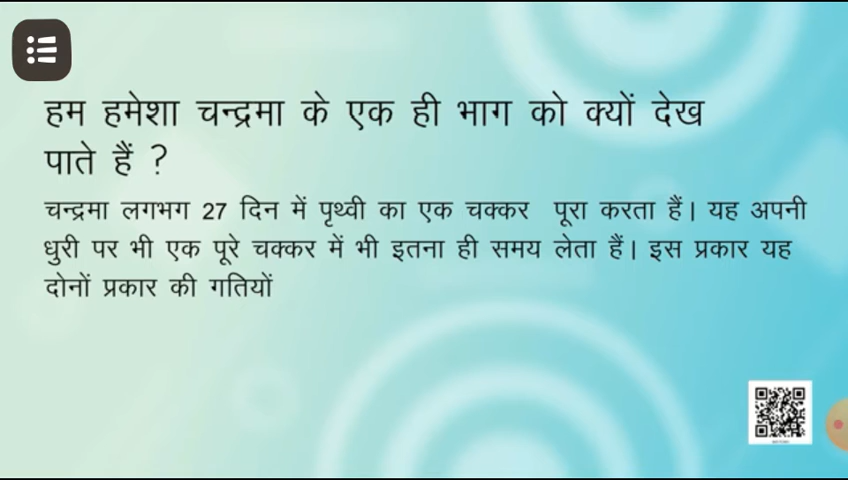 हम हमेशा चन्द्रमा के एक ही भाग को क्यों देख
पाते हैं ?
चन्द्रमा लगभग 27 दिन में पृथ्वी का एक चक्कर पूरा करता हैं। यह अपनी
धुरी पर भी एक पूरे चक्कर में भी इतना ही समय लेता हैं। इस प्रकार यह
दोनों प्रकार की गतियों